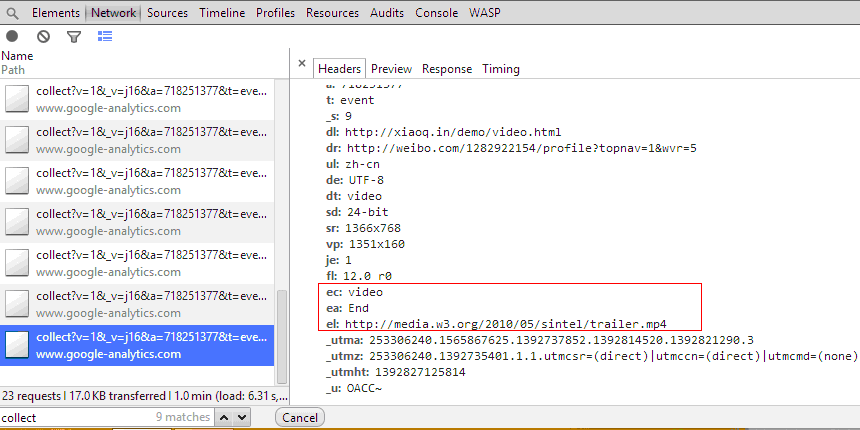 Elements Network Sources Timeline Profiles Resources Audits Console WASP
Name
Path
× Headers Preview Response Timing
collect?v=1&_v=j16&a=718251377&t=eve...
www.google-analytics.com
collect?v=1&_v=j16&a=718251377&t=eve...
www.google-analytics.com
collect?v=1&_v=j16&a=718251377&t=eve...
www.google-analytics.com
collect?v=1&_v=j16&a=718251377&t=eve...
www.google-analytics.com
collect?v=1&_v=j16&a=718251377&t=eve...
www.google-analytics.com
collect?v=1&_v=j16&a=718251377&t=eve...
www.google-analytics.com
collect?v=1&_v=j16&a=718251377&t=eve...
www.google-analytics.com
a: 718251377
t: event
_s: 9
dl: http://xiaoq.in/demo/video.html
dr: http://weibo.com/1282922154/profile?topnav=1&wvr=5
ul: zh-cn
de: UTF-8
dt: video
sd: 24-bit
sr: 1366x768
vp: 1351x160
je: 1
fl: 12.0 r0
ec: video
ea: End
el: http://media.w3.org/2010/05/sintel/trailer.mp4
_utma: 253306240.1565867625.1392737852.1392814520.1392821290.3
_utmz: 253306240.1392735401.1.1.utmcsr=(direct)|utmccn=(direct)|utmcmd=(none)
_utmht: 1392827125814
_u: OACC~
23 requests | 17.0 KB transferred | 1.0 min (load: 6.31 s,
collect 9 matches Cancel